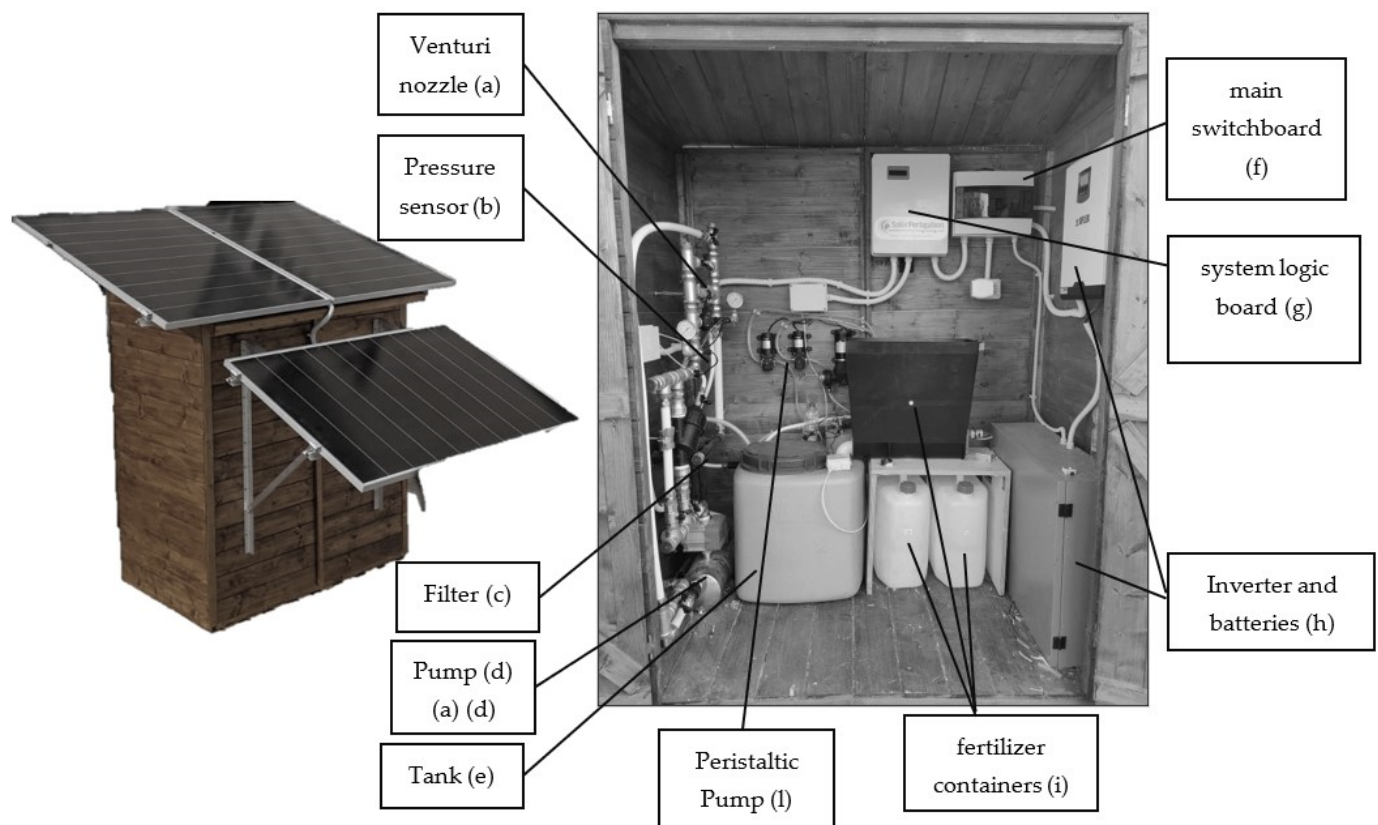 Venturi
nozzle (a)
Pressure
sensor (b)
Filter (c)
Pump (d)
(a) (d)
Tank (e)
Peristaltic
Pump (l)
fertilizer
containers (i)
main
switchboard
(f)
system logic
board (g)
Inverter and
batteries (h)
SolarFertigation